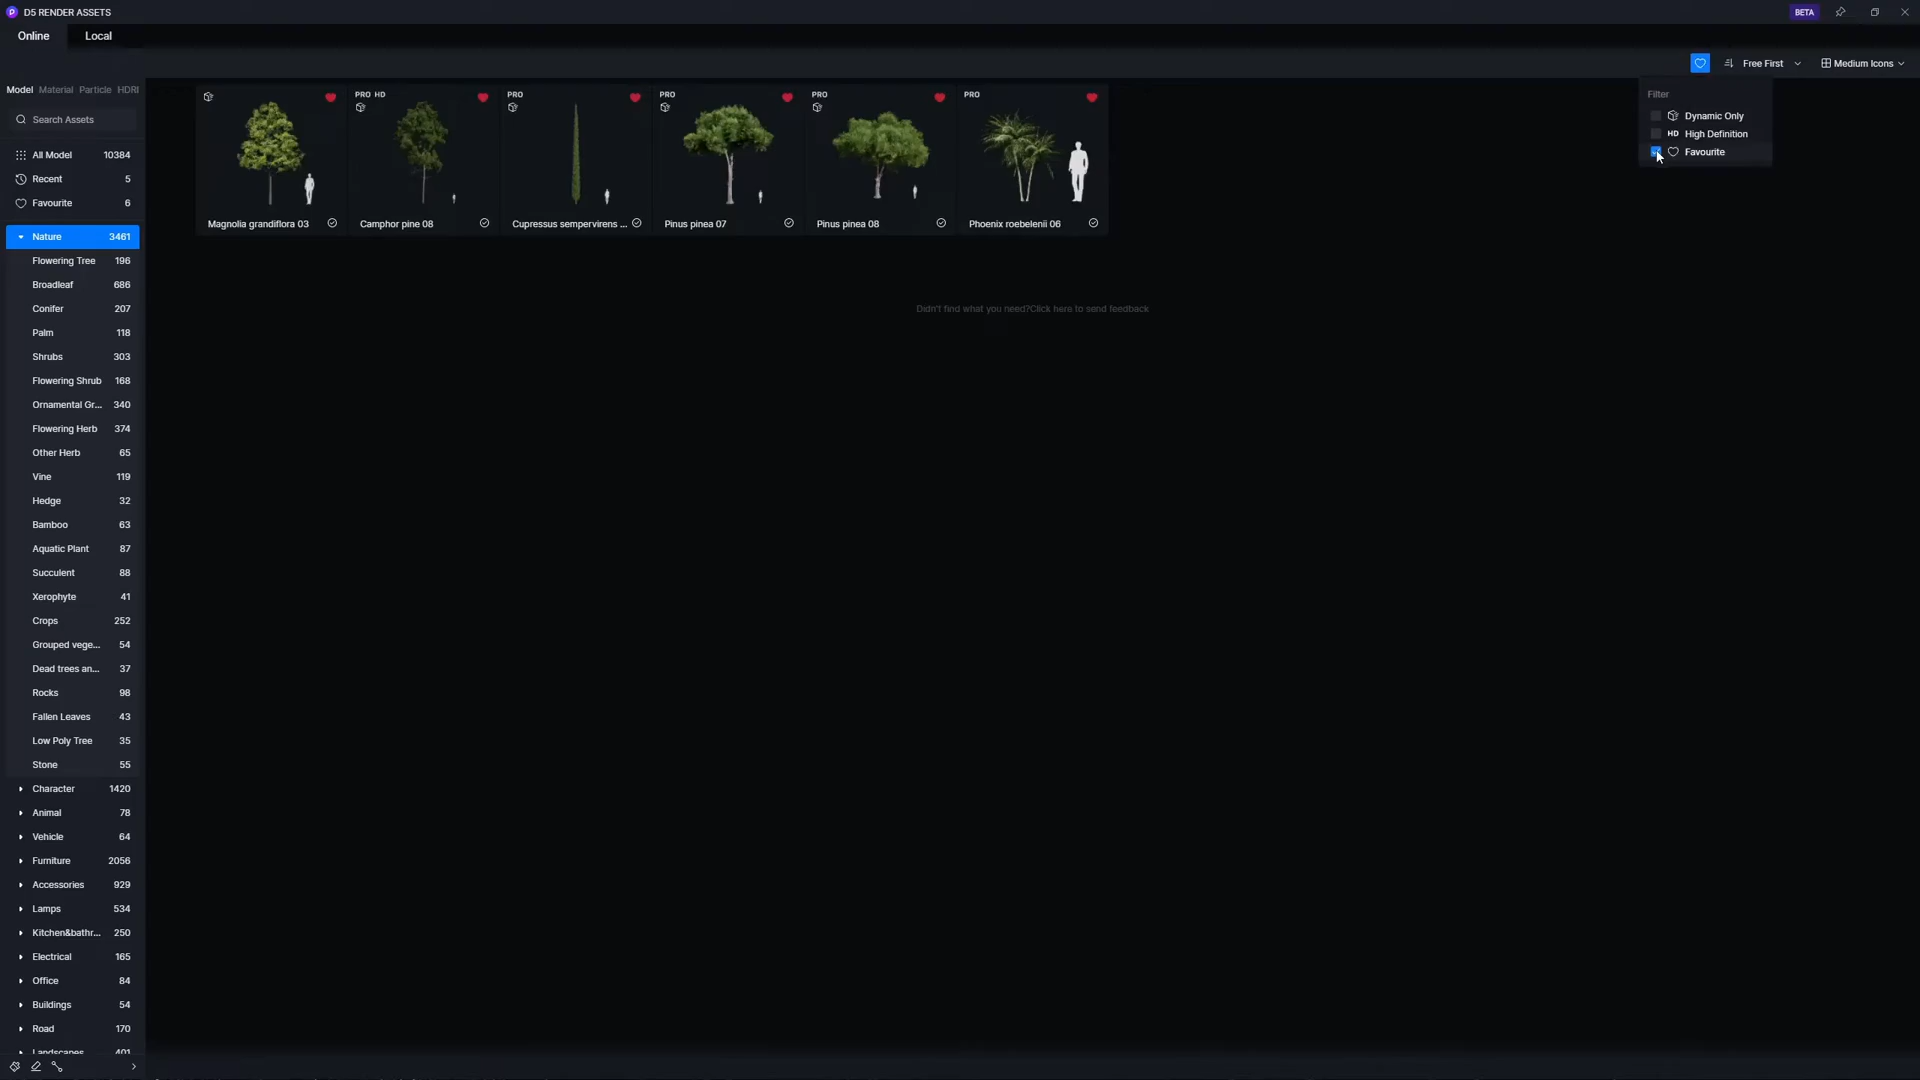 D5 RENDER ASSETS
BETA
Online
Local
Free First
Medium Icons
Model Material Particle HDRI
Search Assets
All Model 10384
Recent 5
Favourite 6
Nature 3461
Flowering Tree 196
Broadleaf 686
Conifer 207
Palm 118
Shrubs 303
Flowering Shrub 168
Ornamental Gr... 340
Flowering Herb 374
Other Herb 65
Vine 119
Hedge 32
Bamboo 63
Aquatic Plant 87
Succulent 88
Xerophyte 41
Crops 252
Grouped vege... 54
Dead trees an... 37
Rocks 98
Fallen Leaves 43
Low Poly Tree 35
Stone 55
Character 1420
Animal 78
Vehicle 64
Furniture 2056
Accessories 929
Lamps 534
Kitchen&bathr... 250
Electrical 165
Office 84
Buildings 54
Road 170
Landscapes 401
PRO HD
PRO
PRO
PRO
PRO
Magnolia grandiflora 03
Camphor pine 08
Cupressus sempervirens ...
Pinus pinea 07
Pinus pinea 08
Phoenix roebelenii 06
Didn't find what you need?Click here to send feedback
Filter
Dynamic Only
HD High Definition
Favourite